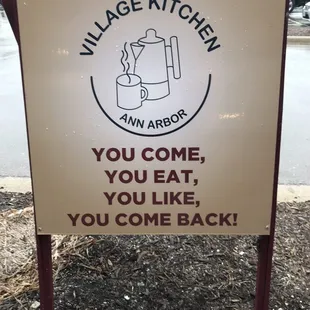 VILLAGE KITCHEN
ANN ARBOR
YOU COME,
YOU EAT,
YOU LIKE,
YOU COME BACK!